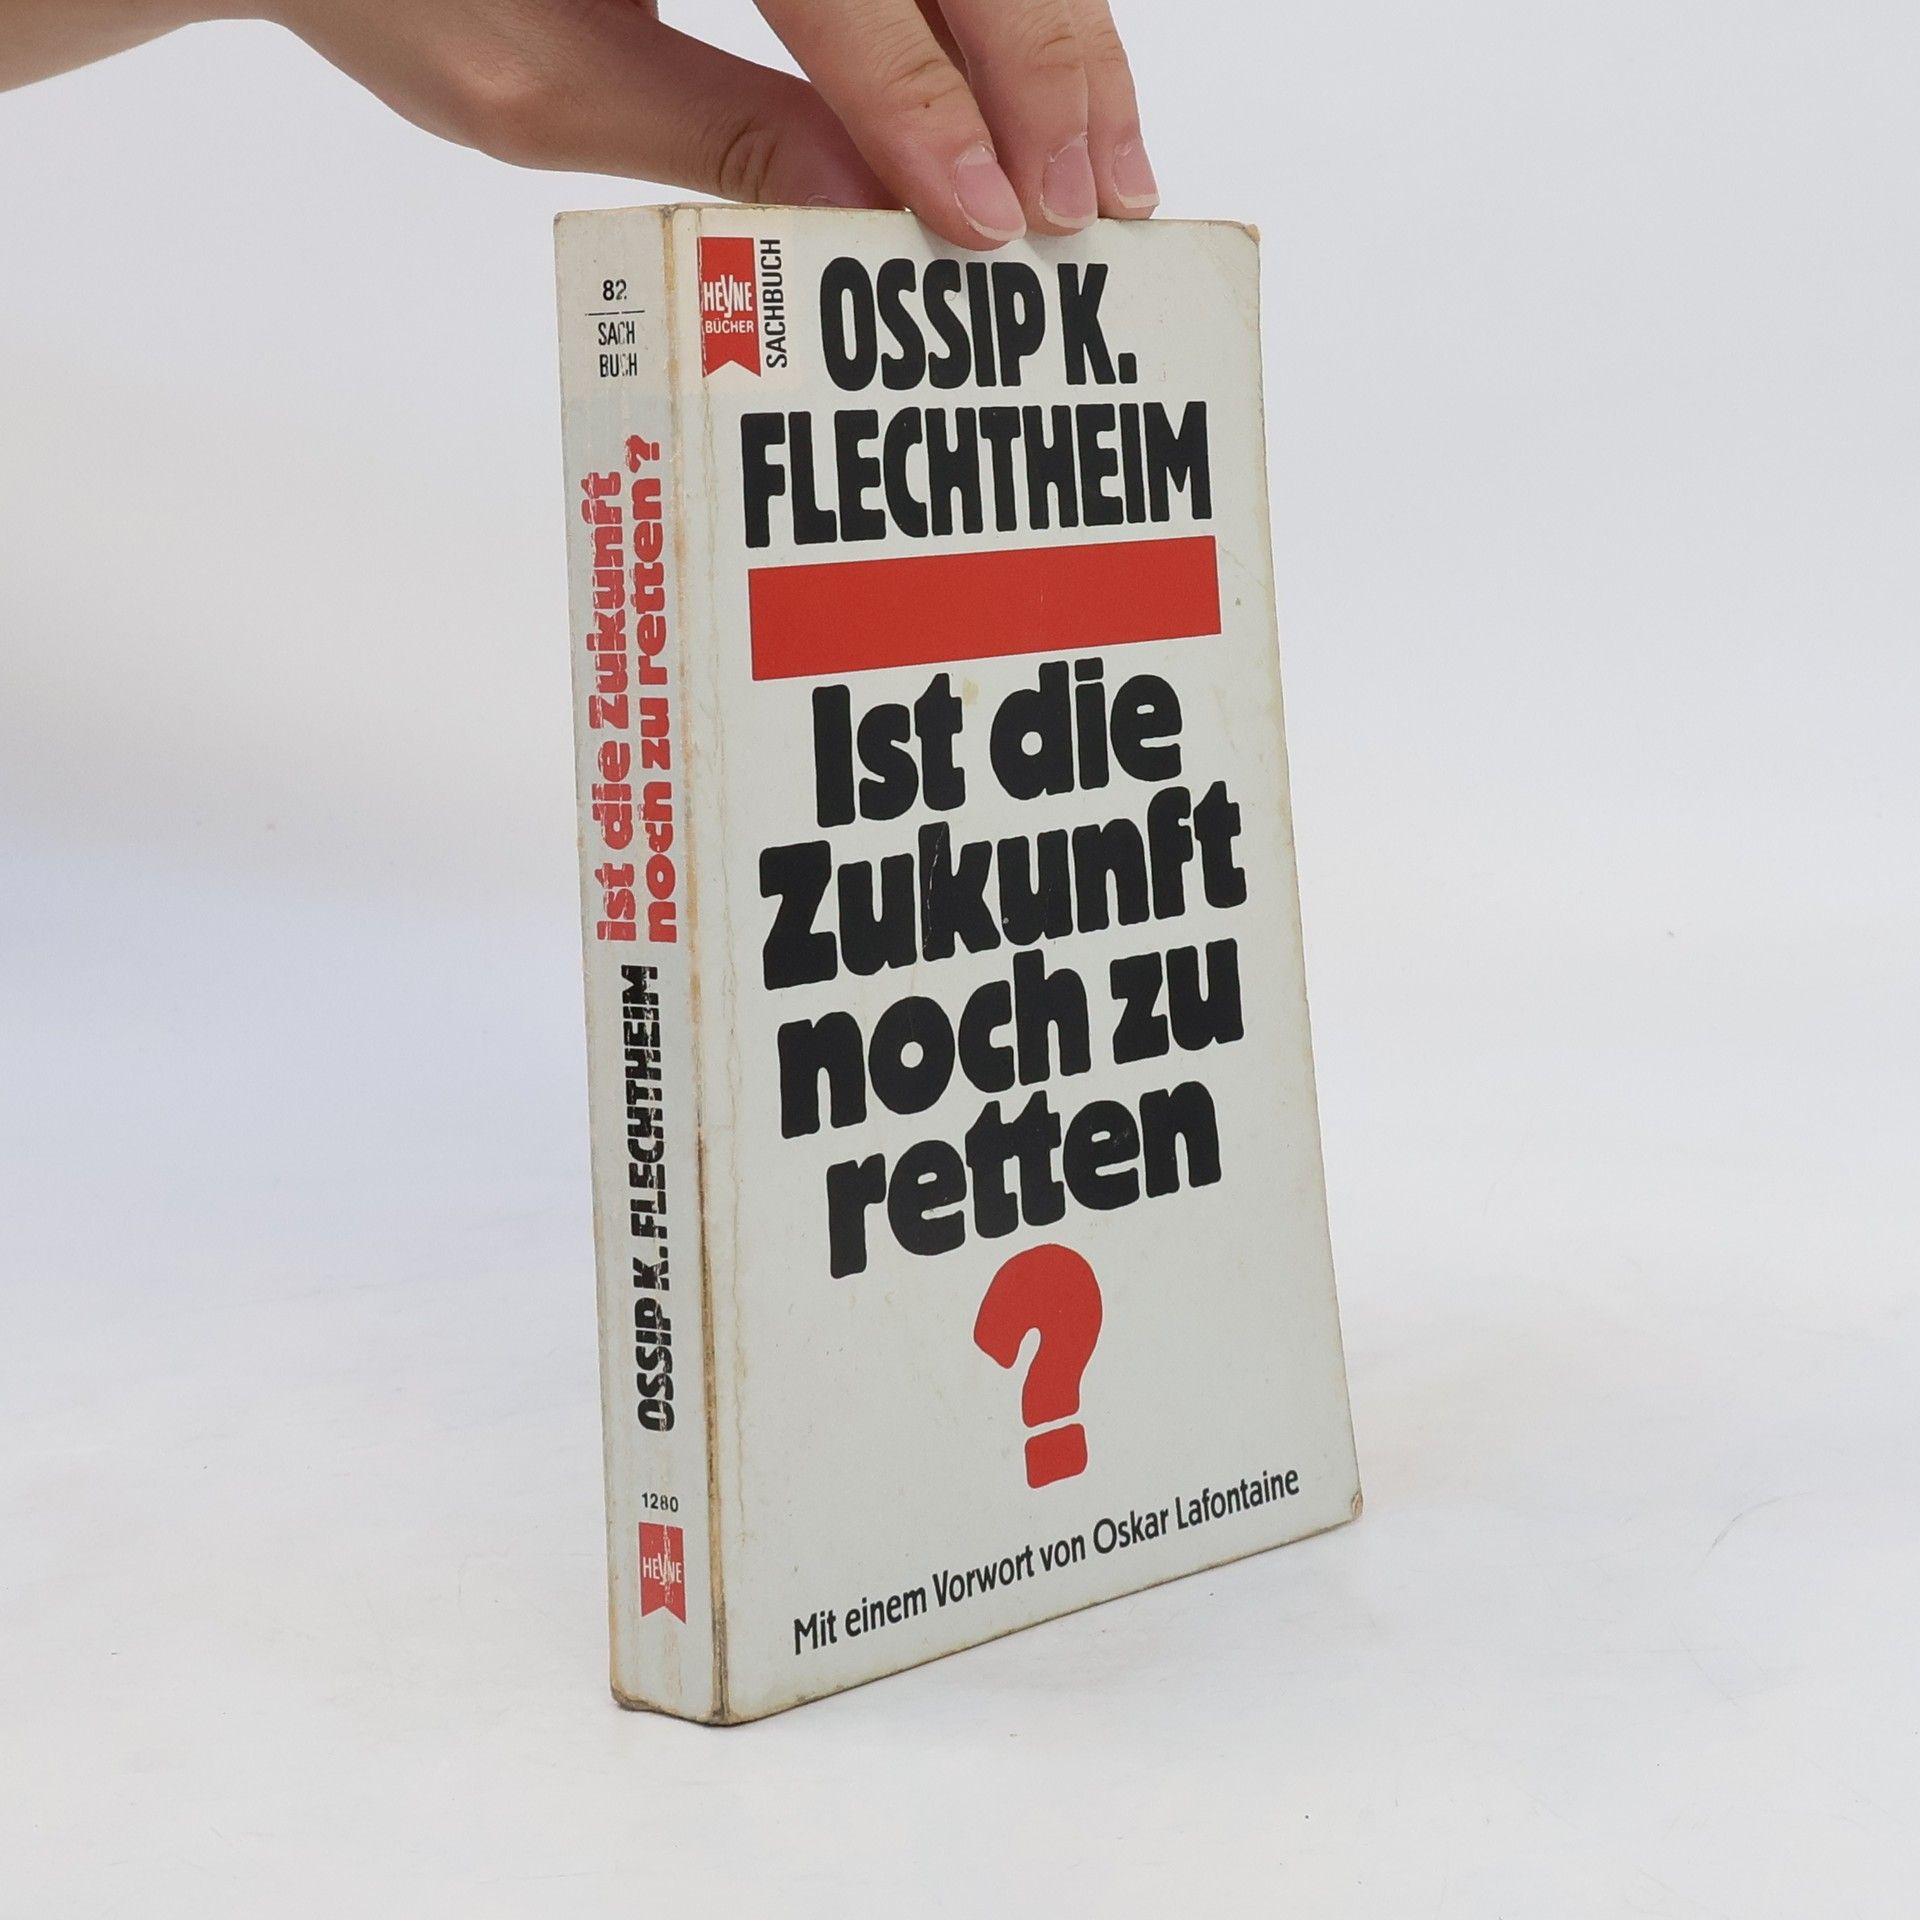 82
SACH
BUCH
Ist die Zukunft
noch zu retten?
OSSIP K. FLECHTHEIM
1280
HEYNE
HEYNE
BÜCHER
SACHBUCH
OSSIP K.
FLECHTHEIM
Ist die
Zukunft
noch zu
retten
?
Mit einem Vorwort von Oskar Lafontaine